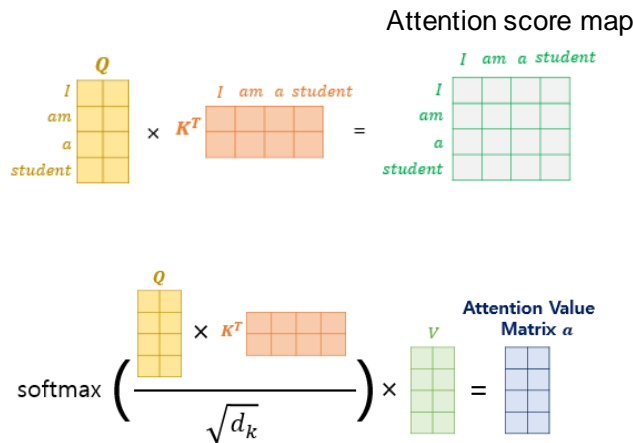 Attention score map
Q
I am a student
I am a student
I
am
a
student
× K^T =
I
am
a
student
Q
× K^T
softmax ( / √d_k ) × V = Attention Value
Matrix a